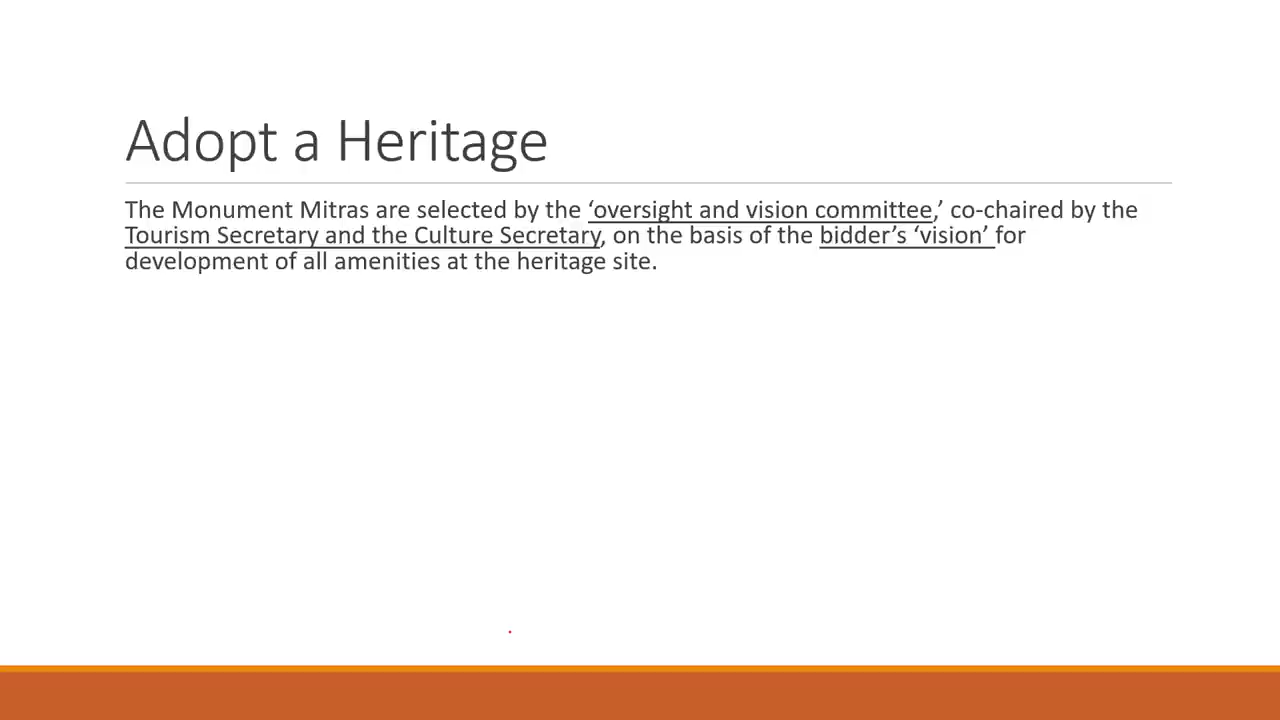 Adopt a Heritage
The Monument Mitras are selected by the ‘oversight and vision committee,’ co-chaired by the
Tourism Secretary and the Culture Secretary, on the basis of the bidder’s ‘vision’ for
development of all amenities at the heritage site.